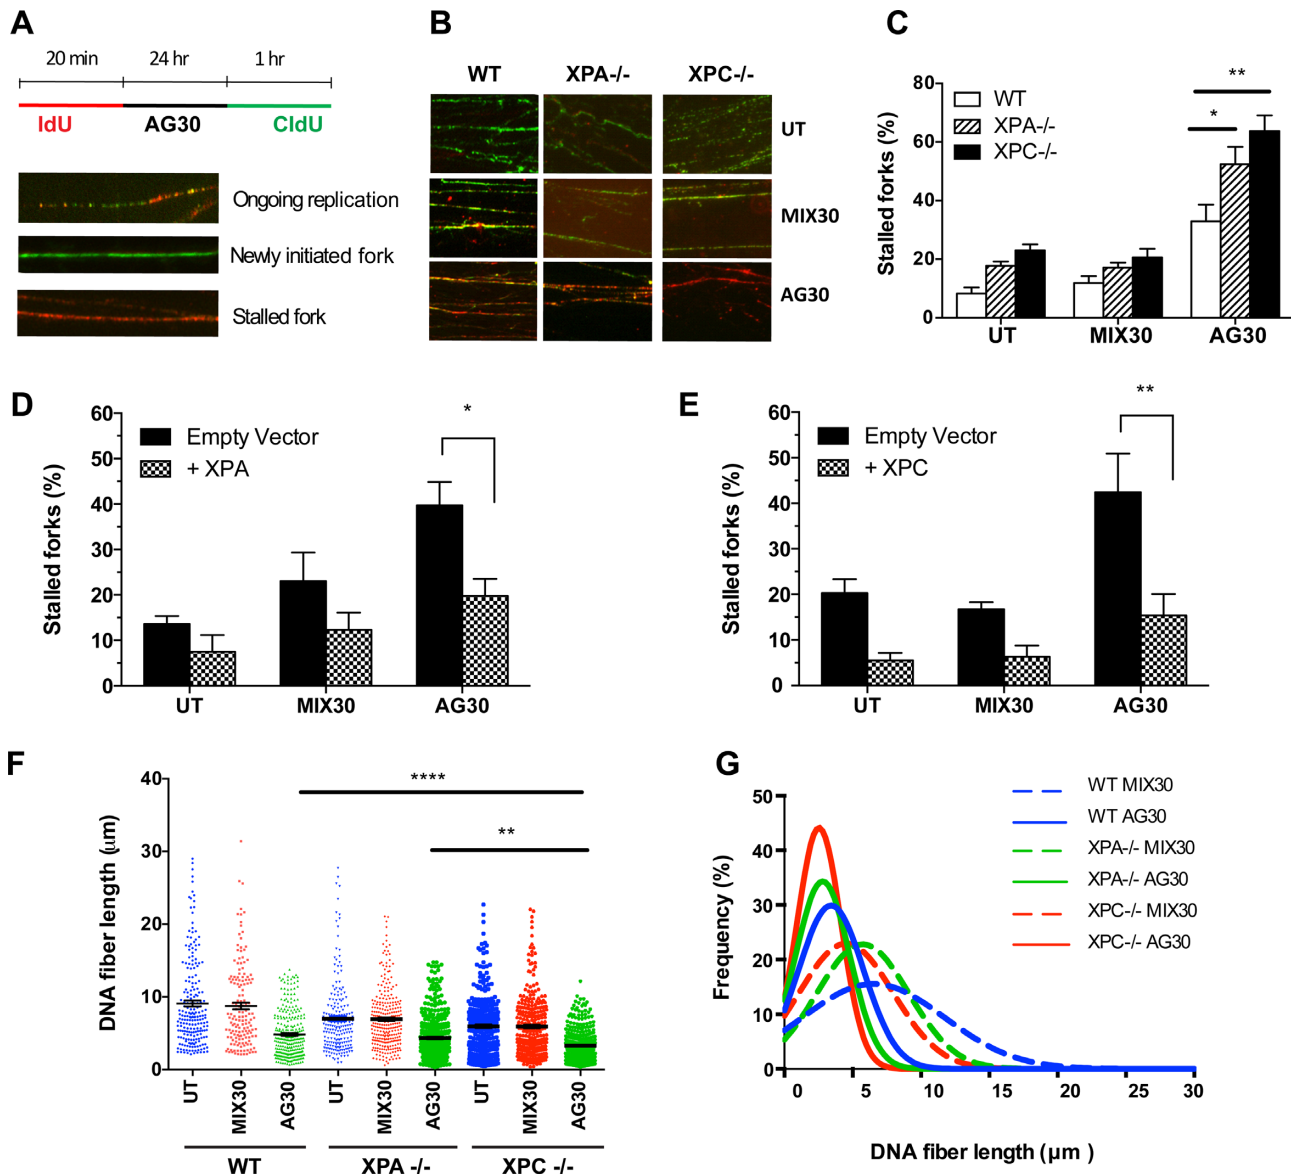 A
20 min 24 hr 1 hr
IdU AG30 CldU
Ongoing replication
Newly initiated fork
Stalled fork
B
WT XPA-/- XPC-/-
UT
MIX30
AG30
C
Stalled forks (%)
80
60
40
20
0
WT
XPA-/-
XPC-/-
**
*
UT MIX30 AG30
D
Stalled forks (%)
60
50
40
30
20
10
0
Empty Vector
+ XPA
*
UT MIX30 AG30
E
Stalled forks (%)
60
50
40
30
20
10
0
Empty Vector
+ XPC
**
UT MIX30 AG30
F
DNA fiber length (µm)
40
30
20
10
0
****
**
UT MIX30 AG30 UT MIX30 AG30 UT MIX30 AG30
WT XPA -/- XPC -/-
G
Frequency (%)
50
40
30
20
10
0
WT MIX30
WT AG30
XPA-/- MIX30
XPA-/- AG30
XPC-/- MIX30
XPC-/- AG30
0 5 10 15 20 30
DNA fiber length (µm )